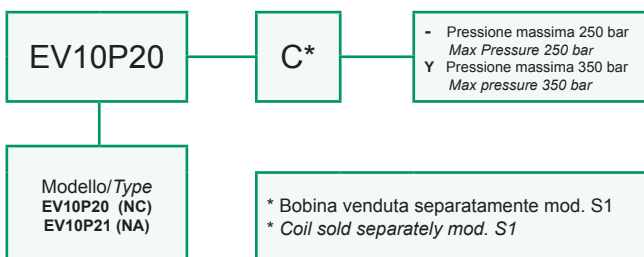 EV10P20
C*
- Pressione massima 250 bar
Max Pressure 250 bar
Y Pressione massima 350 bar
Max pressure 350 bar
Modello/Type
EV10P20 (NC)
EV10P21 (NA)
* Bobina venduta separatamente mod. S1
* Coil sold separately mod. S1